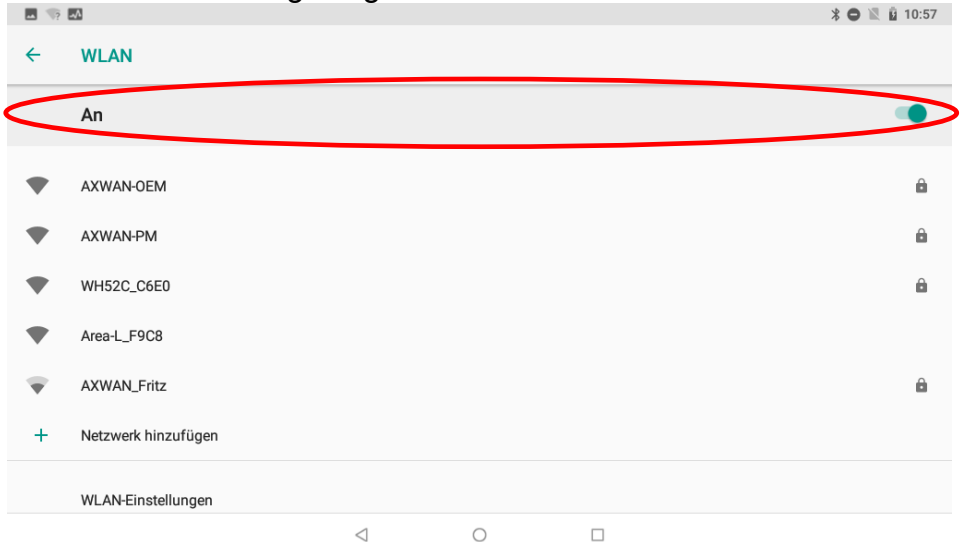 10:57
WLAN
An
AXWAN-OEM
AXWAN-PM
WH52C_C6E0
Area-L_F9C8
AXWAN_Fritz
Netzwerk hinzufügen
WLAN-Einstellungen